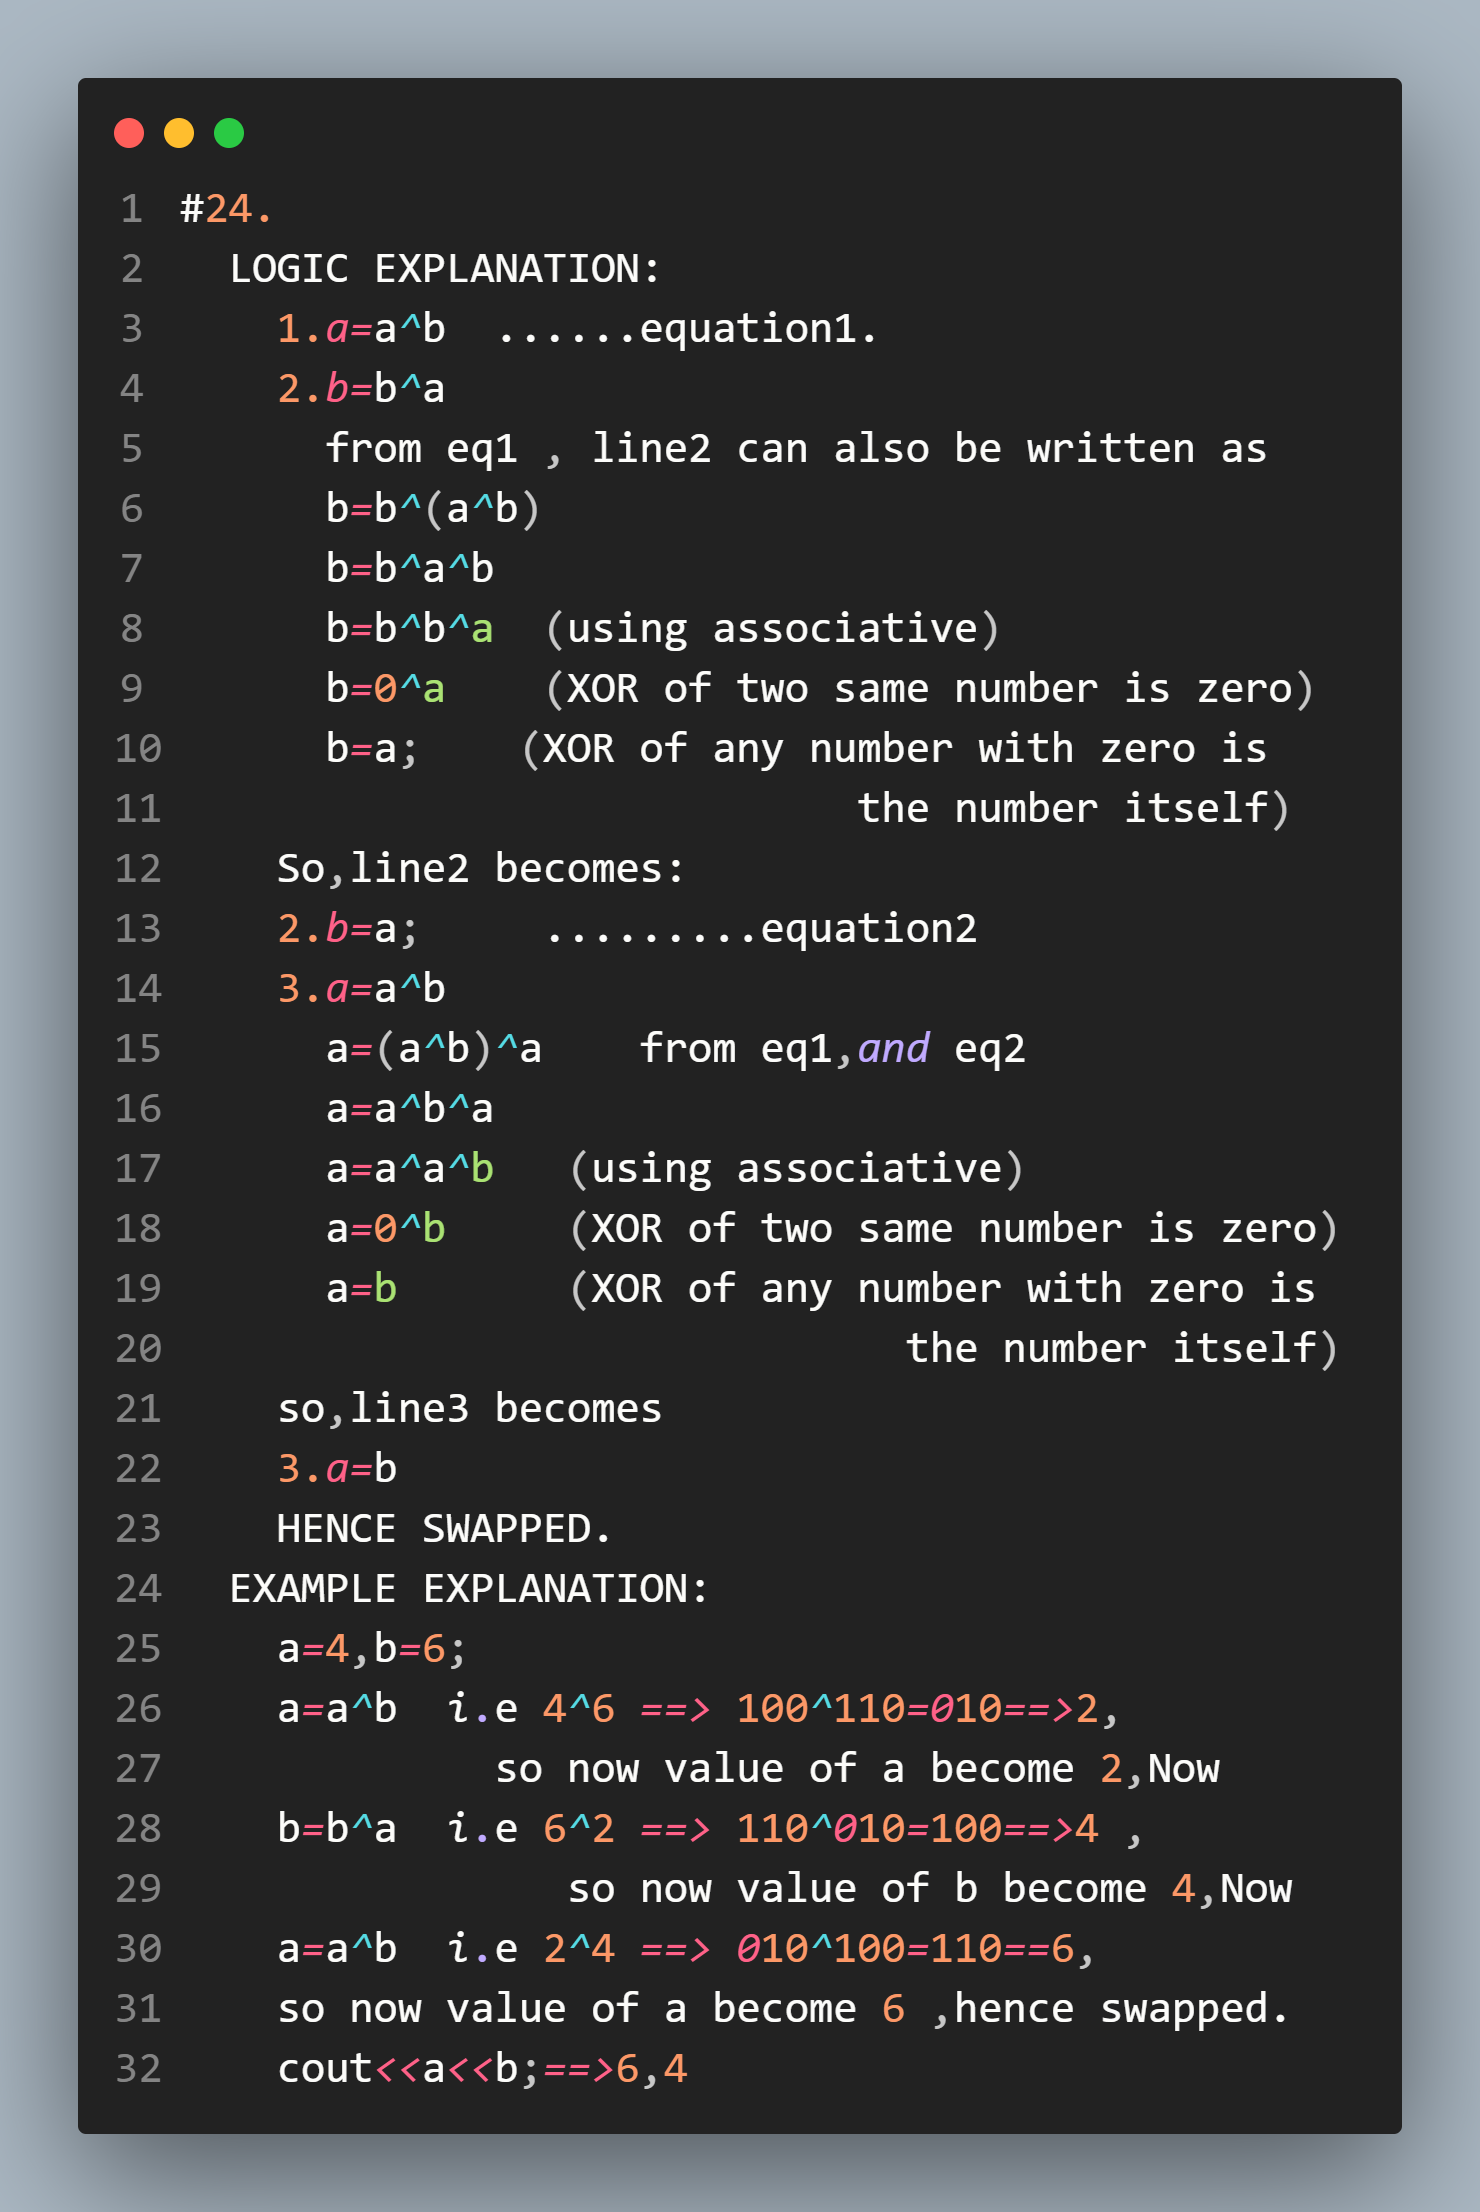 1 #24.
2 LOGIC EXPLANATION:
3 1.a=a^b ......equation1.
4 2.b=b^a
5 from eq1 , line2 can also be written as
6 b=b^(a^b)
7 b=b^a^b
8 b=b^b^a (using associative)
9 b=0^a (XOR of two same number is zero)
10 b=a; (XOR of any number with zero is
11 the number itself)
12 So,line2 becomes:
13 2.b=a; .........equation2
14 3.a=a^b
15 a=(a^b)^a from eq1,and eq2
16 a=a^b^a
17 a=a^a^b (using associative)
18 a=0^b (XOR of two same number is zero)
19 a=b (XOR of any number with zero is
20 the number itself)
21 so,line3 becomes
22 3.a=b
23 HENCE SWAPPED.
24 EXAMPLE EXPLANATION:
25 a=4,b=6;
26 a=a^b i.e 4^6 ==> 100^110=010==>2,
27 so now value of a become 2,Now
28 b=b^a i.e 6^2 ==> 110^010=100==>4 ,
29 so now value of b become 4,Now
30 a=a^b i.e 2^4 ==> 010^100=110==6,
31 so now value of a become 6 ,hence swapped.
32 cout<<a<<b;==>6,4